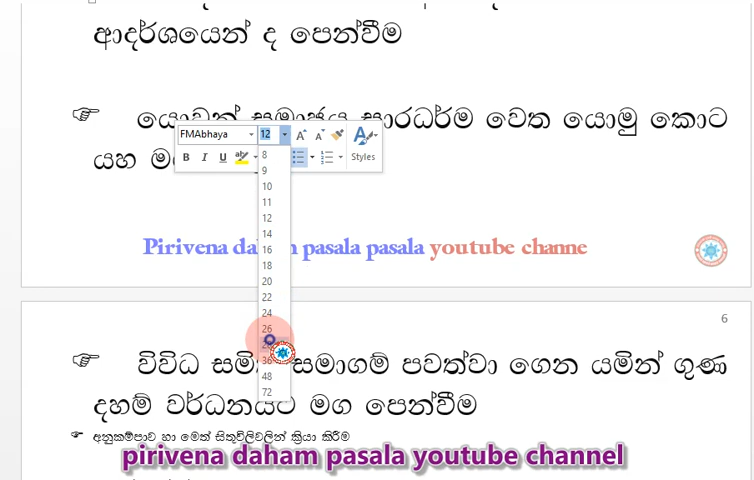 ආදර්ශයෙන් ද පෙන්වීම
යොවුන් සමාජය සාරධර්ම වෙත යොමු කොට
යහ
FMAbhaya 12
B I U Styles
8
9
10
11
12
14
16
18
20
22
24
26
36
48
72
Pirivena pasala pasala youtube channe
6
විවිධ සමිති සමාගම් පවත්වා ගෙන යමින් ගුණ
දහම් වර්ධනයට මග පෙන්වීම
අනුකම්පාව හා මෙත් සිතුවිලිවලින් ක්‍රියා කිරීම
pirivena daham pasala youtube channel